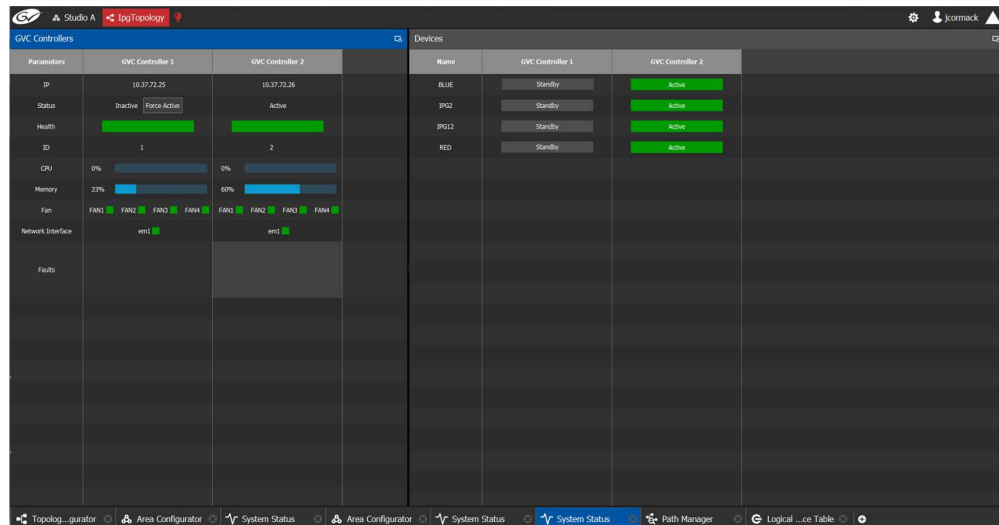 GV Studio A IpgTopology jcormack
GVC Controllers
Parameters GVC Controller 1 GVC Controller 2
IP 10.37.72.25 10.37.72.26
Status Inactive Force Active Active
Health
ID 1 2
CPU 0% 0%
Memory 23% 60%
Fan FAN1 FAN2 FAN3 FAN4 FAN1 FAN2 FAN3 FAN4
Network Interface em1 em1
Faults
Devices
Name GVC Controller 1 GVC Controller 2
BLUE Standby Active
IPG2 Standby Active
IPG12 Standby Active
RED Standby Active
Topolog...gurator Area Configurator System Status Area Configurator System Status System Status Path Manager Logical ...ce Table